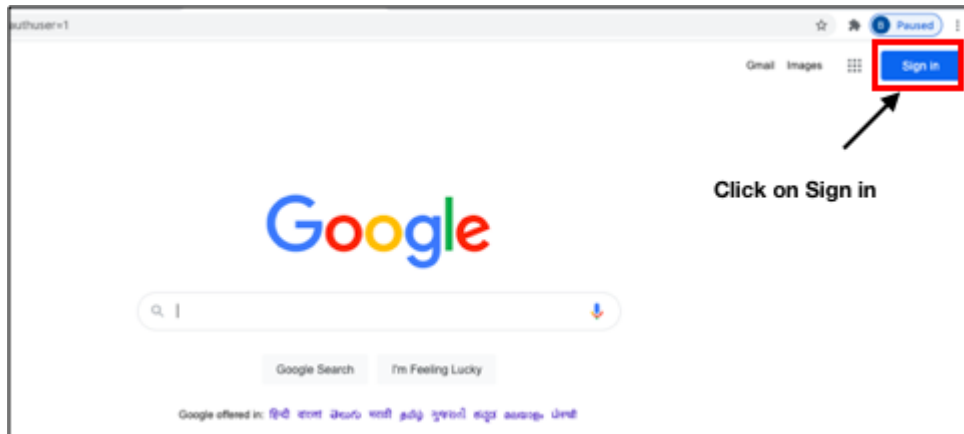 authuser=1
B Paused
Gmail Images Sign in
Click on Sign in
Google
Google Search I'm Feeling Lucky
Google offered in: हिन्दी বাংলা తెలుగు मराठी தமிழ் ગુજરાતી ಕನ್ನಡ മലയാളം ਪੰਜਾਬੀ